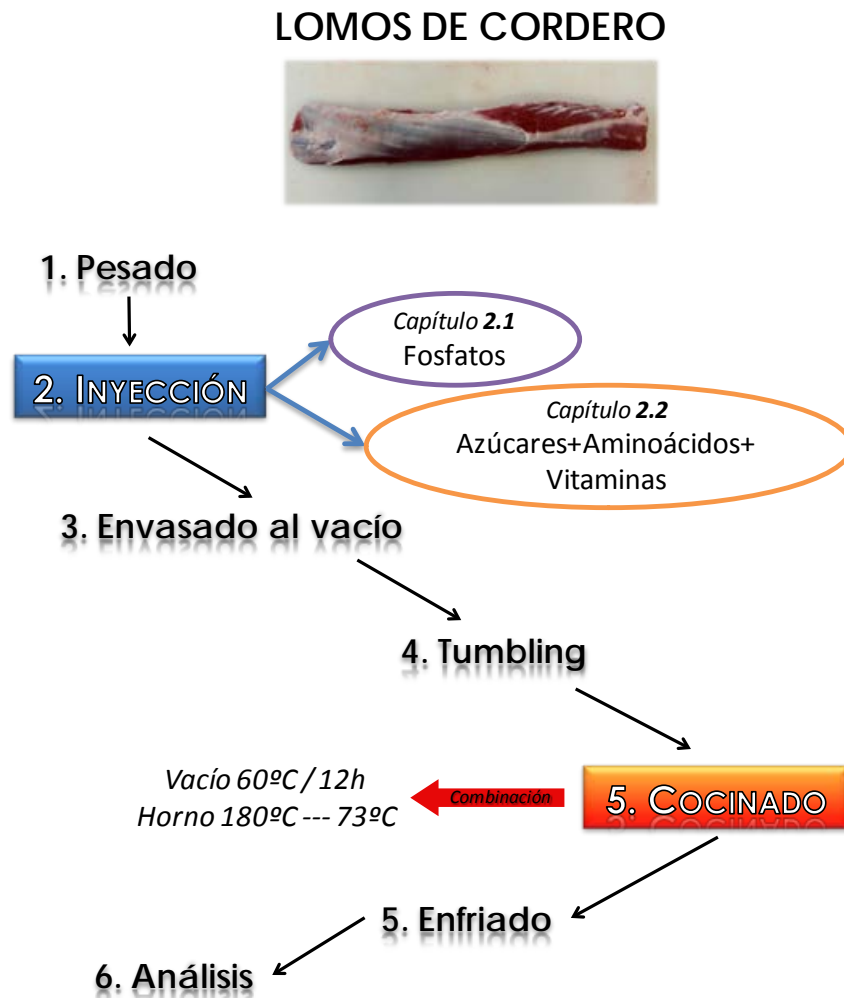 LOMOS DE CORDERO
1. Pesado
2. INYECCIÓN
Capítulo 2.1
Fosfatos
Capítulo 2.2
Azúcares+Aminoácidos+
Vitaminas
3. Envasado al vacío
4. Tumbling
5. COCINADO
Combinación
Vacío 60ºC / 12h
Horno 180ºC --- 73ºC
5. Enfriado
6. Análisis